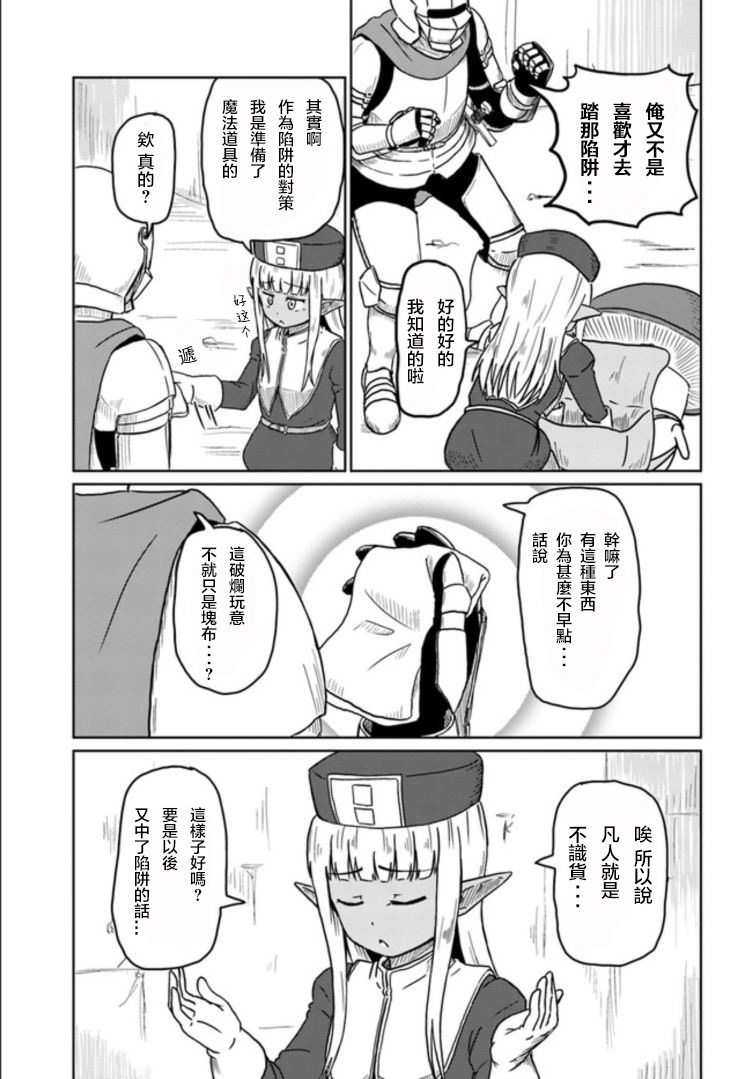 俺又不是
喜歡才去
踏那陷阱...
好的好的
我知道的啦
其實啊
作為陷阱的對策
我是準備了
魔法道具的
欸 真的?
好这个
遞
幹嘛了
有這種東西
你為甚麼不早點...
話說
這破爛玩意
不就只是塊布...?
唉 所以說
凡人就是
不識貨...
這樣子好嗎?
要是以後
又中了陷阱的話...